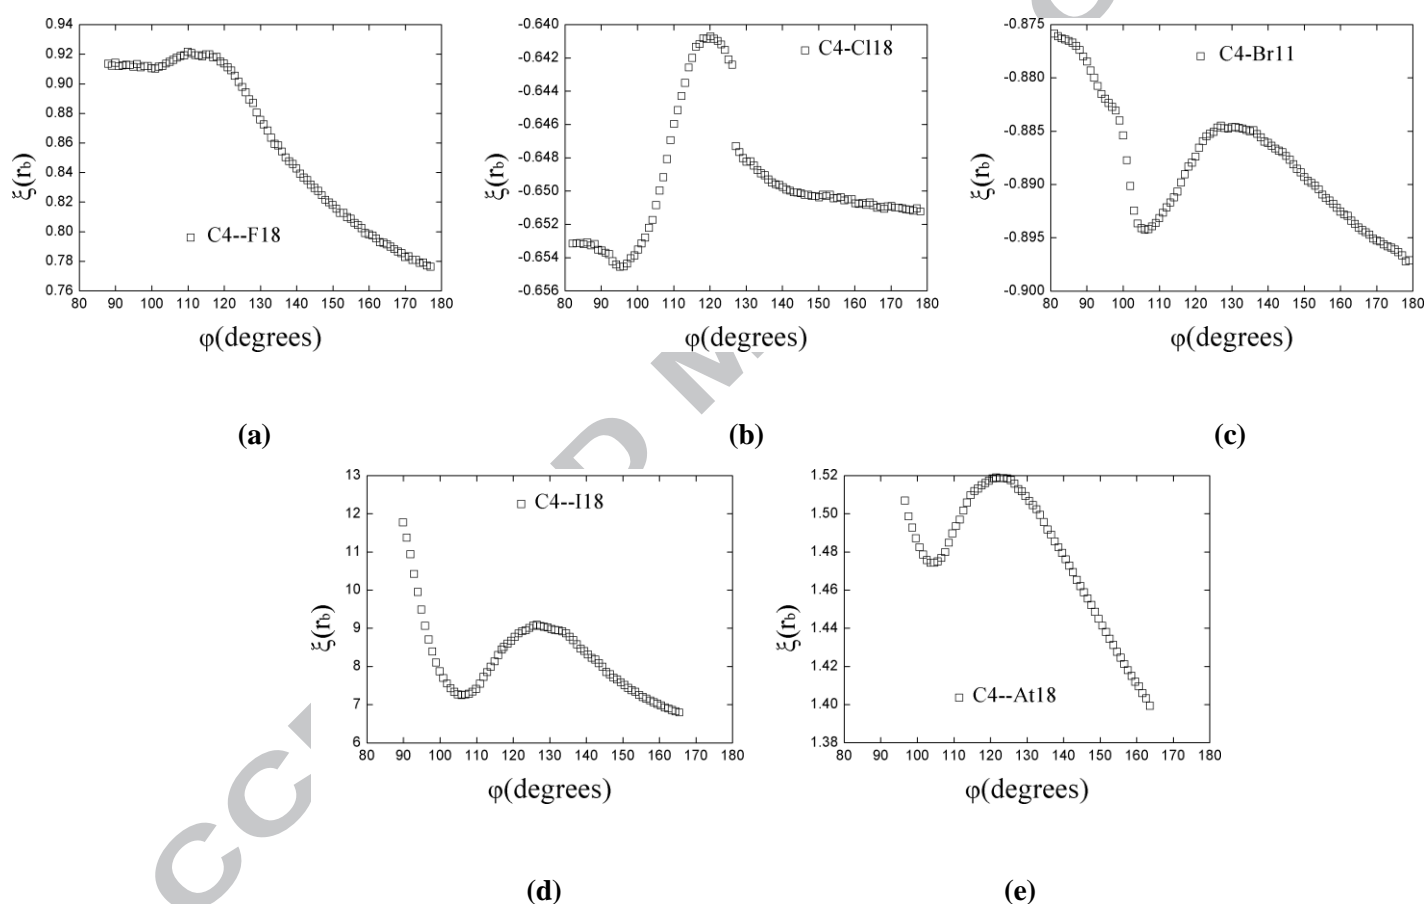 0.94
0.92
0.90
0.88
0.86
0.84
0.82
0.80
0.78
0.76
ξ(rb)
C4--F18
80 90 100 110 120 130 140 150 160 170 180
φ(degrees)
(a)
-0.640
-0.642
-0.644
-0.646
-0.648
-0.650
-0.652
-0.654
-0.656
ξ(rb)
C4-Cl18
80 90 100 110 120 130 140 150 160 170 180
φ(degrees)
(b)
-0.875
-0.880
-0.885
-0.890
-0.895
-0.900
ξ(rb)
C4-Br11
80 90 100 110 120 130 140 150 160 170 180
φ(degrees)
(c)
13
12
11
10
9
8
7
6
ξ(rb)
C4--I18
80 90 100 110 120 130 140 150 160 170 180
φ(degrees)
(d)
1.52
1.50
1.48
1.46
1.44
1.42
1.40
1.38
ξ(rb)
C4--At18
80 90 100 110 120 130 140 150 160 170 180
φ(degrees)
(e)